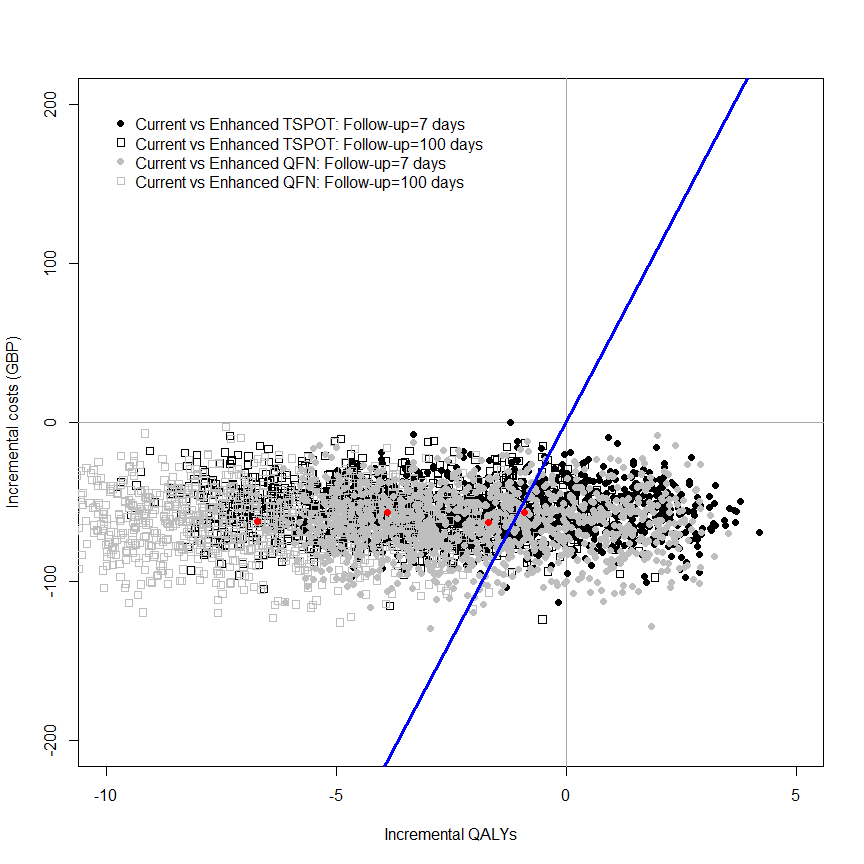 Current vs Enhanced TSPOT: Follow-up=7 days
Current vs Enhanced TSPOT: Follow-up=100 days
Current vs Enhanced QFN: Follow-up=7 days
Current vs Enhanced QFN: Follow-up=100 days
200
100
0
-100
-200
Incremental costs (GBP)
-10
-5
0
5
Incremental QALYs